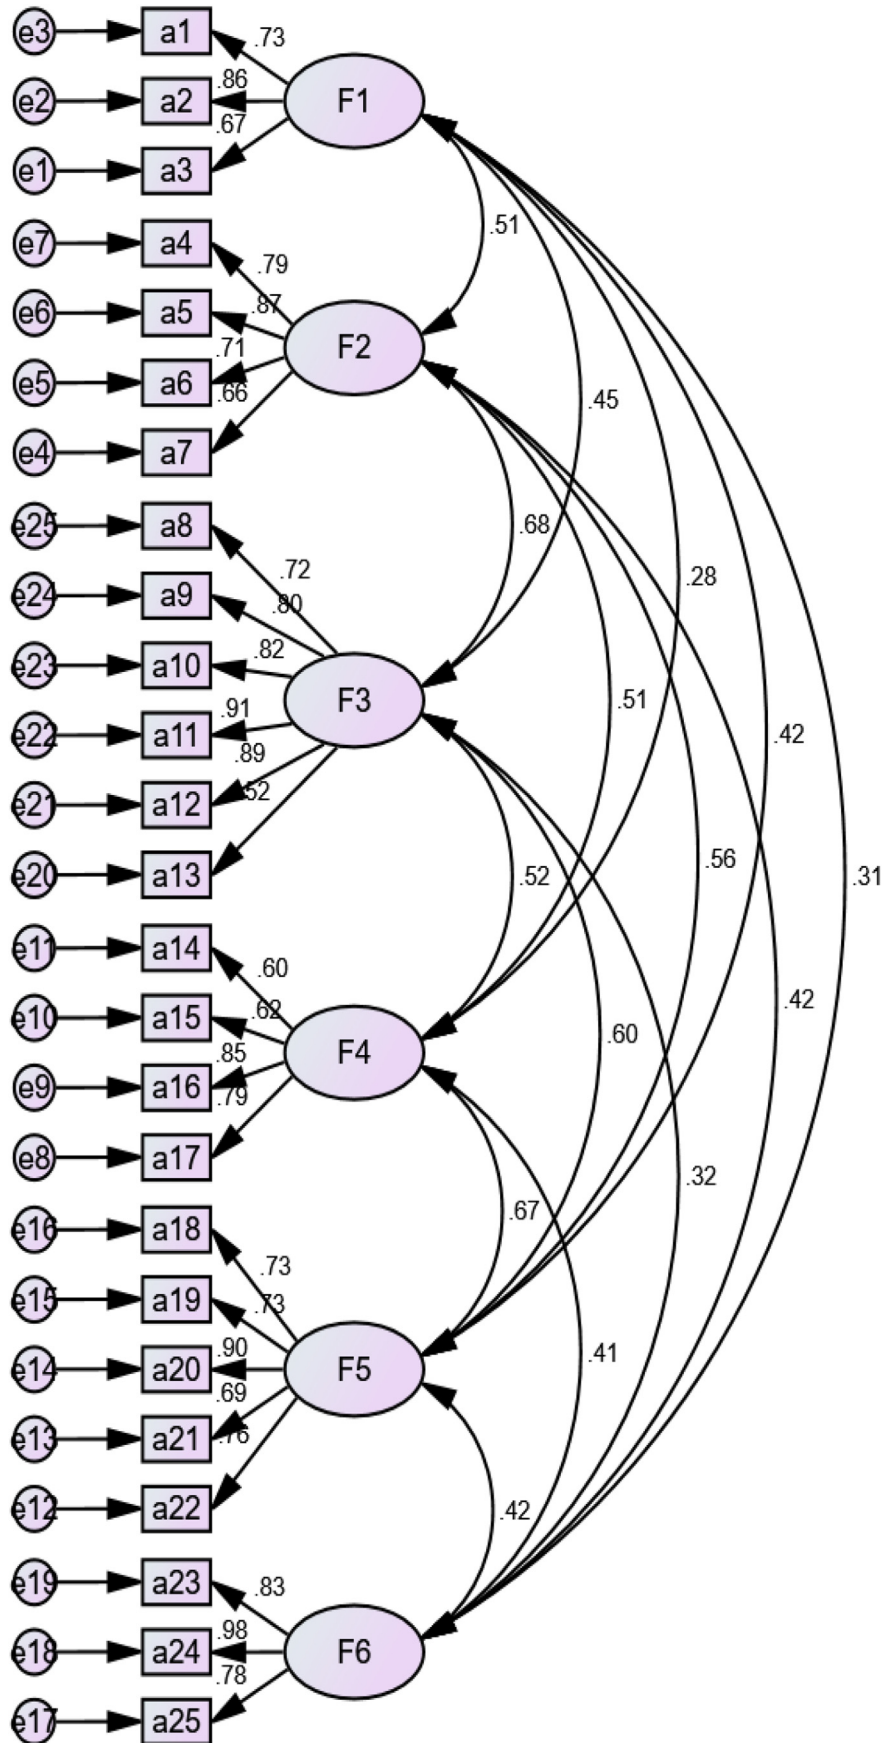 e3 a1 .73
e2 a2 .86 F1
e1 a3 .67
.51
e7 a4 .79
e6 a5 .87 F2
e5 a6 .71
e4 a7 .66
.45
.68
e25 a8 .72
e24 a9 .80
.28
e23 a10 .82
F3
.51
e22 a11 .91
.42
e21 a12 .89
e20 a13 .52
.56
.52
.31
e11 a14 .60
e10 a15 .62
.42
.60
F4
e9 a16 .85
e8 a17 .79
.32
.67
e16 a18 .73
e15 a19 .73
.41
e14 a20 .90 F5
e13 a21 .69
e12 a22 .76
.42
e19 a23 .83
e18 a24 .98 F6
e17 a25 .78